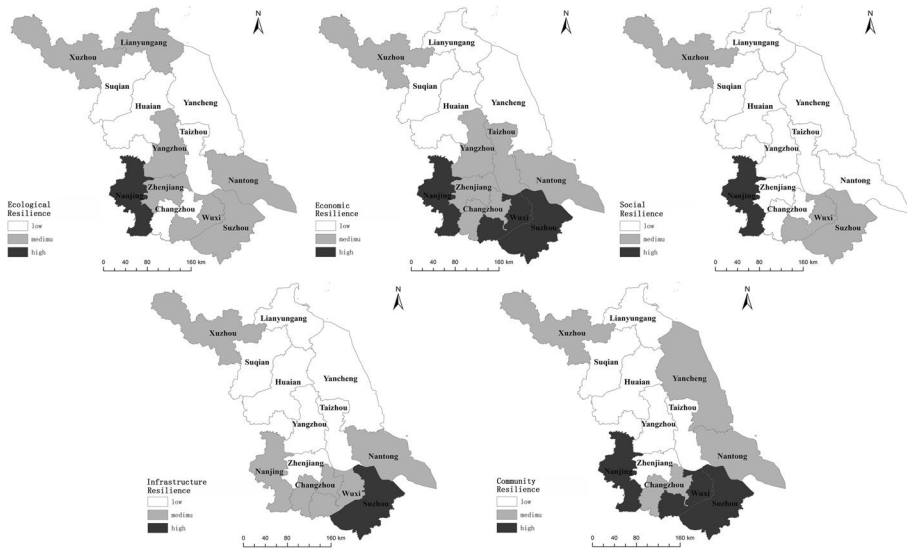 N
Lianyungang
Xuzhou
Suqian
Huaian
Yancheng
Taizhou
Yangzhou
Nantong
Nanjing
Zhenjiang
Changzhou
Wuxi
Suzhou
Ecological
Resilience
low
medimu
high
0 40 80 160 km
N
Lianyungang
Xuzhou
Suqian
Huaian
Yancheng
Taizhou
Yangzhou
Nantong
Nanjing
Zhenjiang
Changzhou
Wuxi
Suzhou
Economic
Resilience
low
medimu
high
0 40 80 160 km
N
Lianyungang
Xuzhou
Suqian
Huaian
Yancheng
Taizhou
Yangzhou
Nantong
Nanjing
Zhenjiang
Changzhou
Wuxi
Suzhou
Social
Resilience
low
medimu
high
0 40 80 160 km
N
Lianyungang
Xuzhou
Suqian
Huaian
Yancheng
Taizhou
Yangzhou
Nantong
Nanjing
Zhenjiang
Changzhou
Wuxi
Suzhou
Infrastructure
Resilience
low
medimu
high
0 40 80 160 km
N
Lianyungang
Xuzhou
Suqian
Huaian
Yancheng
Taizhou
Yangzhou
Nantong
Nanjing
Zhenjiang
Changzhou
Wuxi
Suzhou
Community
Resilience
low
medimu
high
0 40 80 160 km